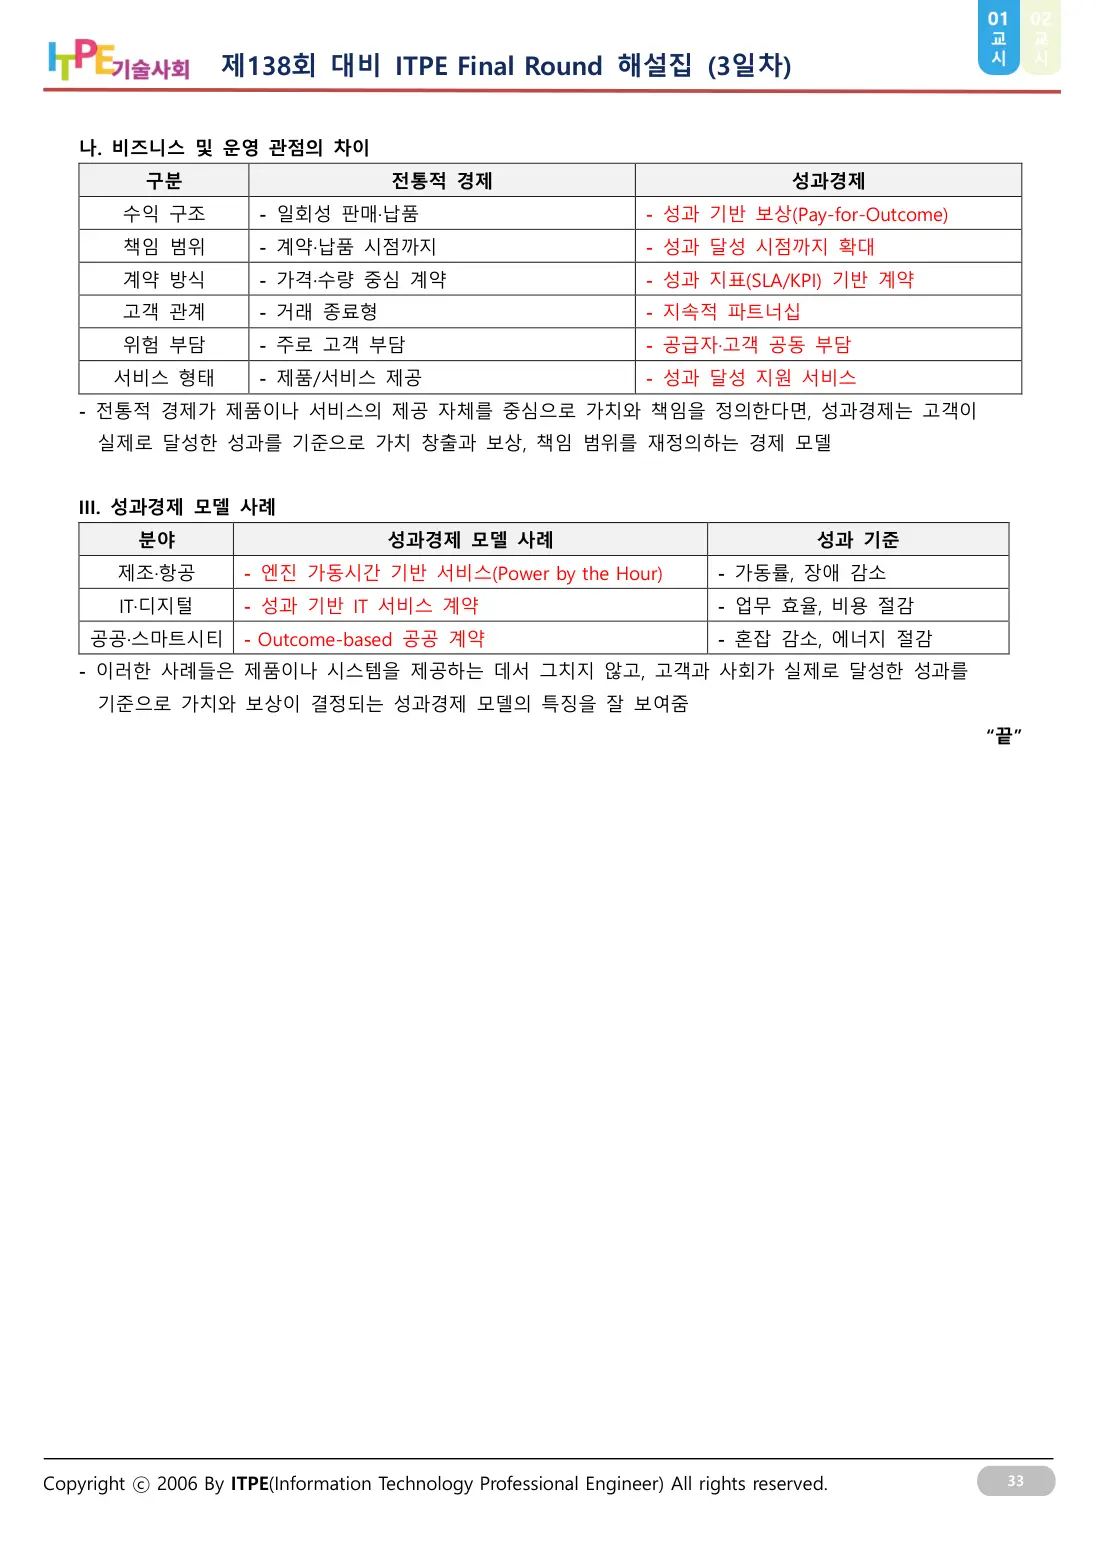 01
교
시
02
교
시
ITPE기술사회 제138회 대비 ITPE Final Round 해설집 (3일차)
나. 비즈니스 및 운영 관점의 차이
구분 전통적 경제 성과경제
수익 구조 - 일회성 판매·납품 - 성과 기반 보상(Pay-for-Outcome)
책임 범위 - 계약·납품 시점까지 - 성과 달성 시점까지 확대
계약 방식 - 가격·수량 중심 계약 - 성과 지표(SLA/KPI) 기반 계약
고객 관계 - 거래 종료형 - 지속적 파트너십
위험 부담 - 주로 고객 부담 - 공급자·고객 공동 부담
서비스 형태 - 제품/서비스 제공 - 성과 달성 지원 서비스
- 전통적 경제가 제품이나 서비스의 제공 자체를 중심으로 가치와 책임을 정의한다면, 성과경제는 고객이
실제로 달성한 성과를 기준으로 가치 창출과 보상, 책임 범위를 재정의하는 경제 모델
III. 성과경제 모델 사례
분야 성과경제 모델 사례 성과 기준
제조·항공 - 엔진 가동시간 기반 서비스(Power by the Hour) - 가동률, 장애 감소
IT·디지털 - 성과 기반 IT 서비스 계약 - 업무 효율, 비용 절감
공공·스마트시티 - Outcome-based 공공 계약 - 혼잡 감소, 에너지 절감
- 이러한 사례들은 제품이나 시스템을 제공하는 데서 그치지 않고, 고객과 사회가 실제로 달성한 성과를
기준으로 가치와 보상이 결정되는 성과경제 모델의 특징을 잘 보여줌
“끝”
Copyright ⓒ 2006 By ITPE(Information Technology Professional Engineer) All rights reserved.
33